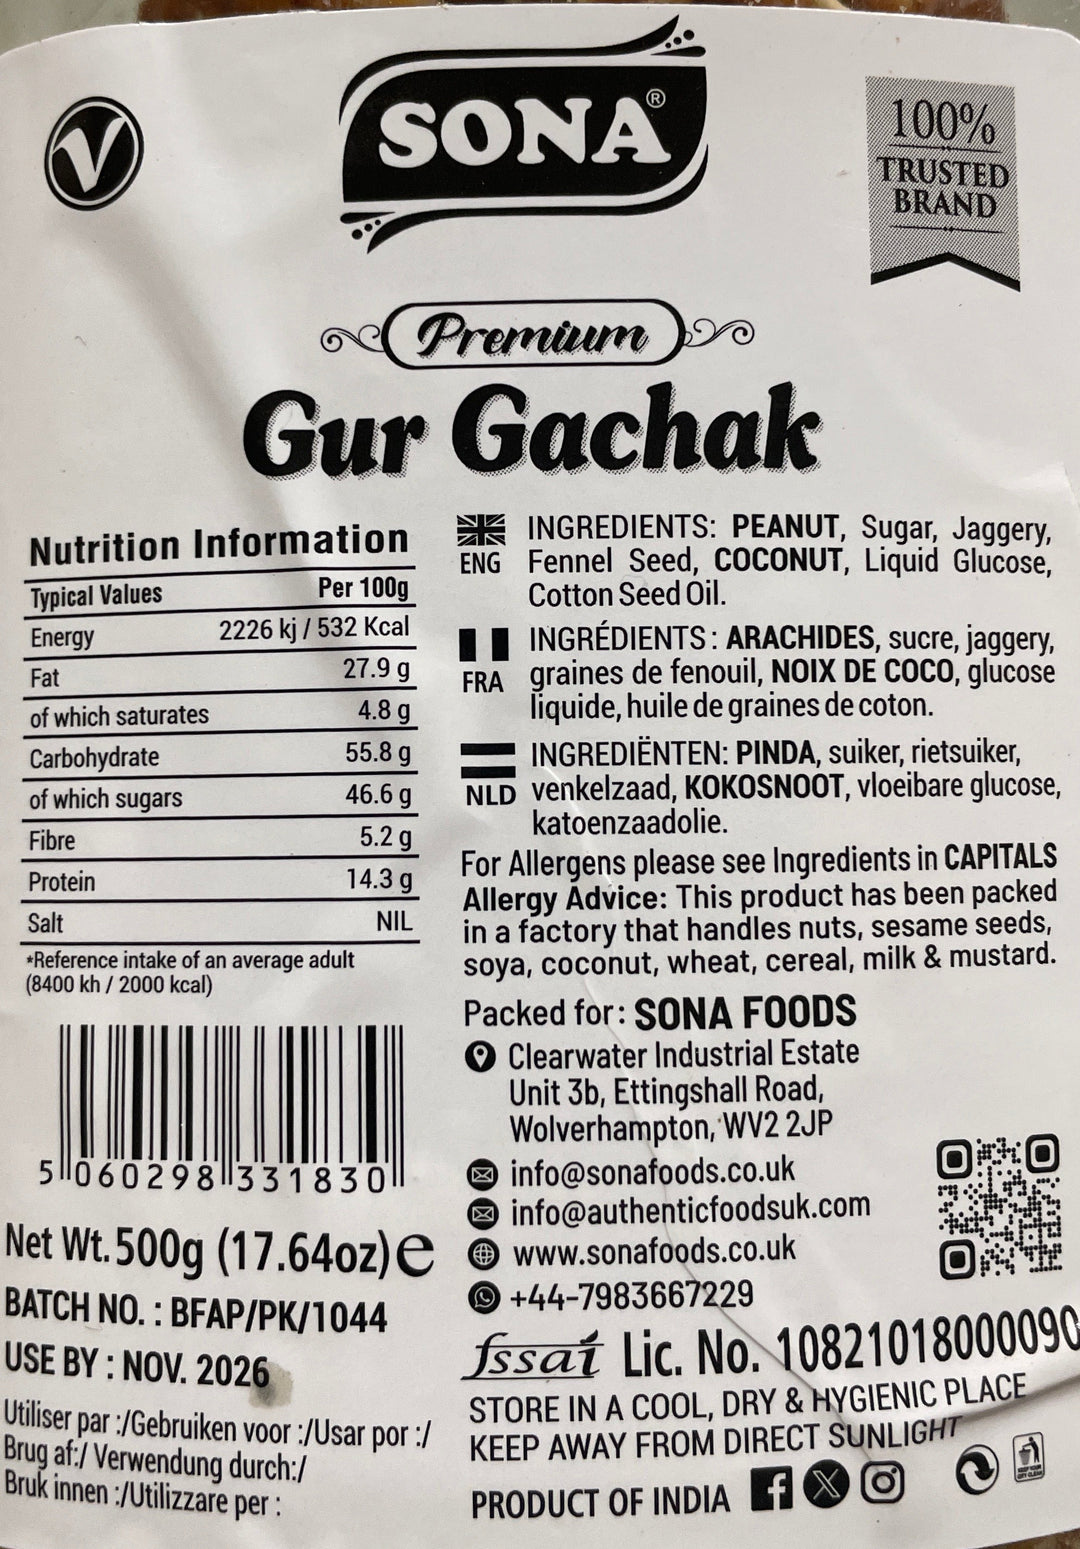 V
SONA®
100%
TRUSTED
BRAND
Premium
Gur Gachak
Nutrition Information
Typical Values Per 100g
Energy 2226 kj / 532 Kcal
Fat 27.9 g
of which saturates 4.8 g
Carbohydrate 55.8 g
of which sugars 46.6 g
Fibre 5.2 g
Protein 14.3 g
Salt NIL
*Reference intake of an average adult
(8400 kh / 2000 kcal)
5 060298 331830
Net Wt. 500g (17.64oz) e
BATCH NO. : BFAP/PK/1044
USE BY : NOV. 2026
Utiliser par :/Gebruiken voor :/Usar por :/
Brug af:/ Verwendung durch:/
Bruk innen :/Utilizzare per :
ENG
INGREDIENTS: PEANUT, Sugar, Jaggery,
Fennel Seed, COCONUT, Liquid Glucose,
Cotton Seed Oil.
FRA
INGRÉDIENTS : ARACHIDES, sucre, jaggery,
graines de fenouil, NOIX DE COCO, glucose
liquide, huile de graines de coton.
NLD
INGREDIËNTEN: PINDA, suiker, rietsuiker,
venkelzaad, KOKOSNOOT, vloeibare glucose,
katoenzaadolie.
For Allergens please see Ingredients in CAPITALS
Allergy Advice: This product has been packed
in a factory that handles nuts, sesame seeds,
soya, coconut, wheat, cereal, milk & mustard.
Packed for: SONA FOODS
Clearwater Industrial Estate
Unit 3b, Ettingshall Road,
Wolverhampton, WV2 2JP
info@sonafoods.co.uk
info@authenticfoodsuk.com
www.sonafoods.co.uk
+44-7983667229
fssai Lic. No. 10821018000090
STORE IN A COOL, DRY & HYGIENIC PLACE
KEEP AWAY FROM DIRECT SUNLIGHT
PRODUCT OF INDIA